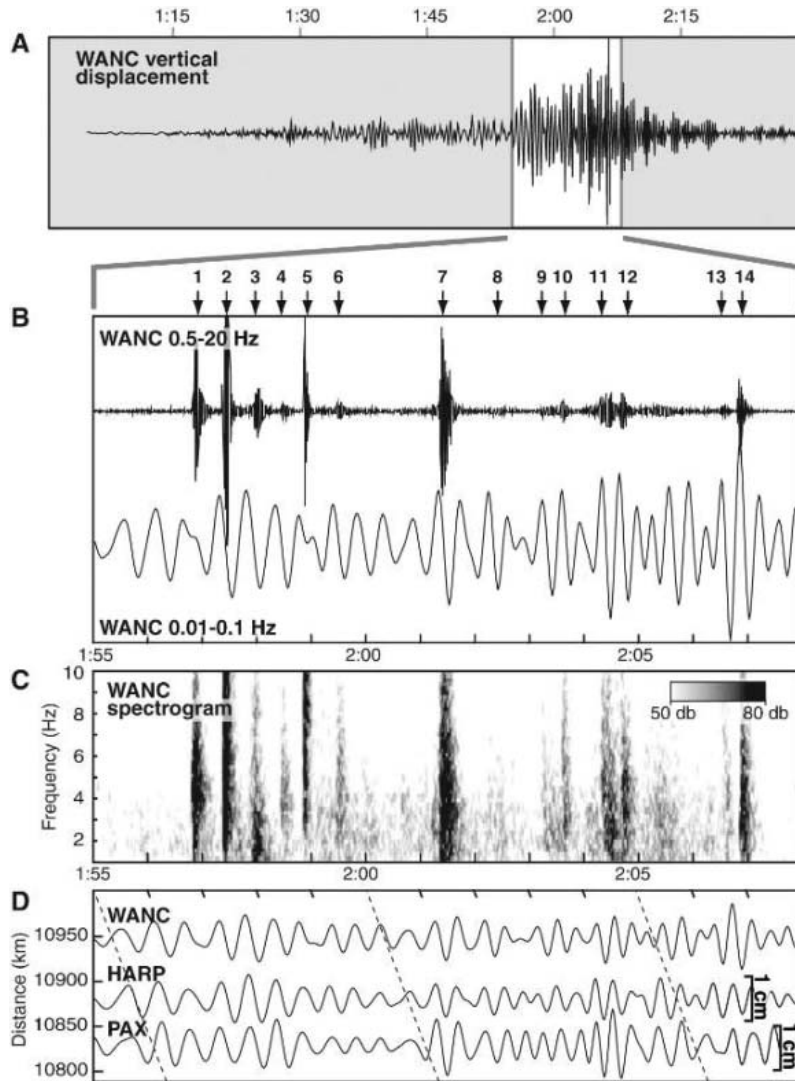 1:15 1:30 1:45 2:00 2:15
A
WANC vertical
displacement
1 2 3 4 5 6 7 8 9 10 11 12 13 14
B
WANC 0.5-20 Hz
WANC 0.01-0.1 Hz
1:55 2:00 2:05
C
WANC
spectrogram
50 db 80 db
Frequency (Hz)
10
8
6
4
2
1:55 2:00 2:05
D
WANC
HARP
PAX
Distance (km)
10950
10900
10850
10800
1 cm
1 cm